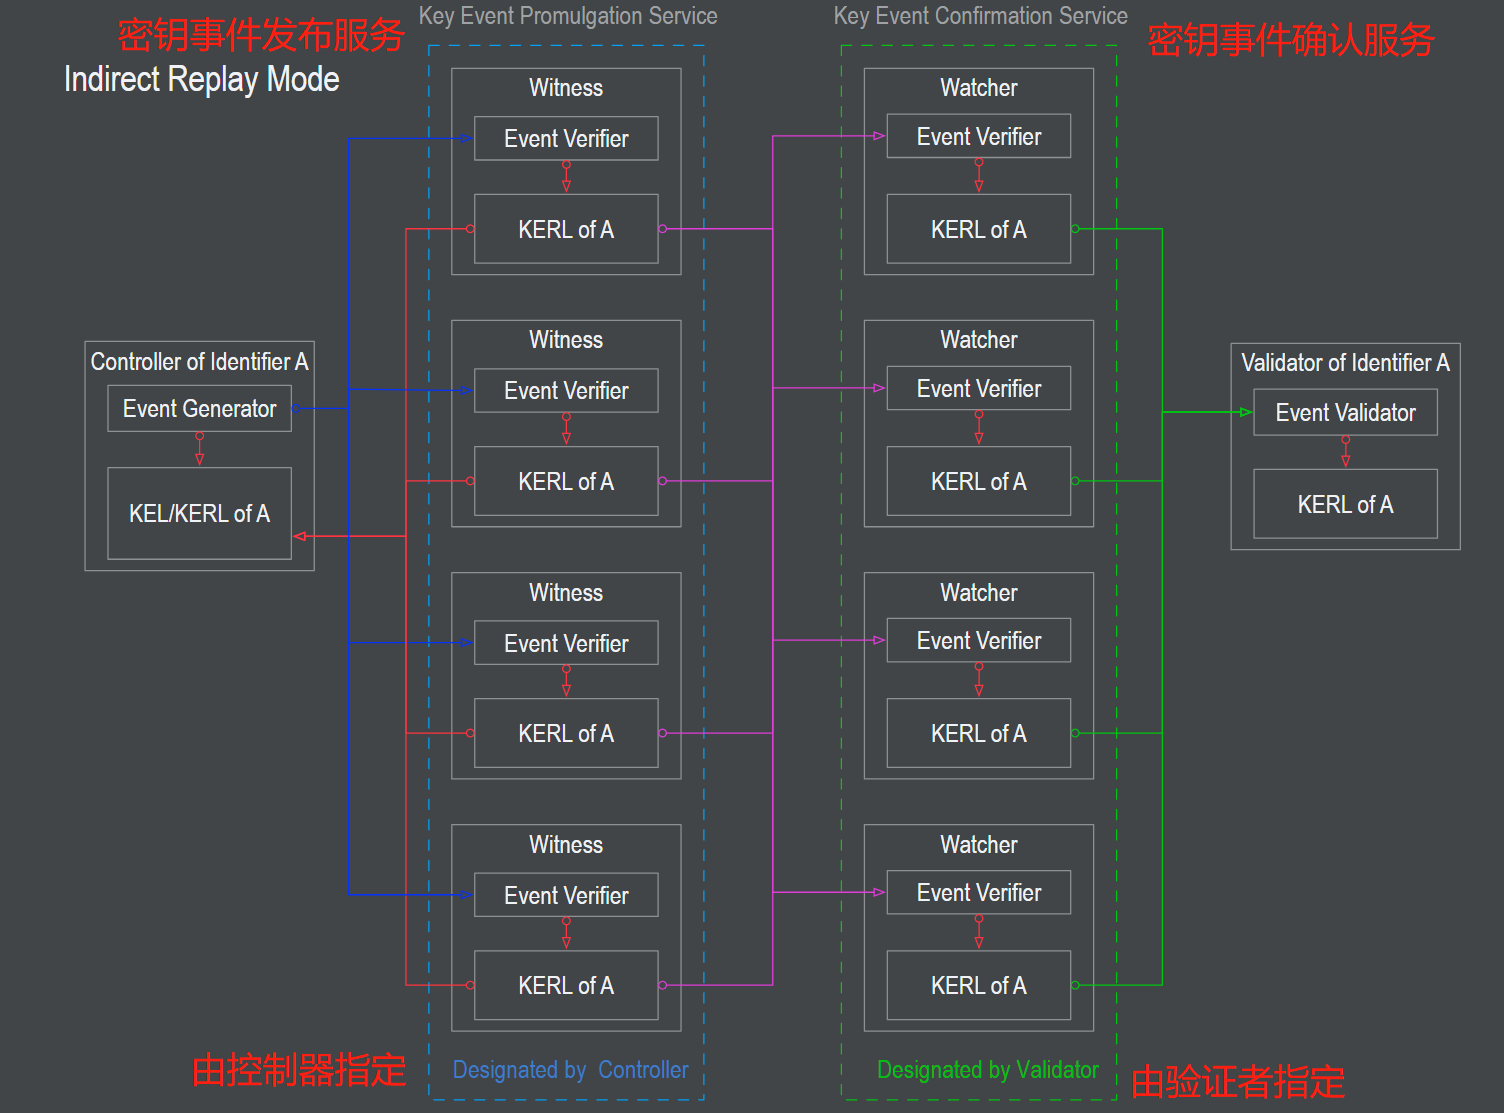 Key Event Promulgation Service
Key Event Confirmation Service
密钥事件发布服务
密钥事件确认服务
Indirect Replay Mode
Controller of Identifier A
Event Generator
KEL/KERL of A
Witness
Event Verifier
KERL of A
Witness
Event Verifier
KERL of A
Witness
Event Verifier
KERL of A
Witness
Event Verifier
KERL of A
Designated by Controller
由控制器指定
Watcher
Event Verifier
KERL of A
Watcher
Event Verifier
KERL of A
Watcher
Event Verifier
KERL of A
Watcher
Event Verifier
KERL of A
Designated by Validator
由验证者指定
Validator of Identifier A
Event Validator
KERL of A